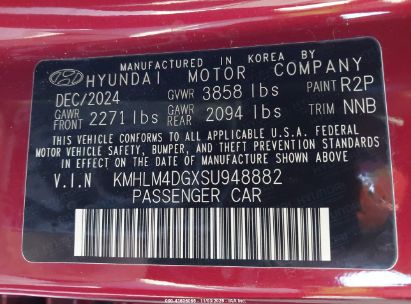 MANUFACTURED IN KOREA BY
HYUNDAI MOTOR COMPANY
DEC/2024 GVWR 3858 lbs PAINT R2P
GAWR FRONT 2271 lbs GAWR REAR 2094 lbs TRIM NNB
THIS VEHICLE CONFORMS TO ALL APPLICABLE U.S.A. FEDERAL
MOTOR VEHICLE SAFETY, BUMPER, AND THEFT PREVENTION STANDARDS
IN EFFECT ON THE DATE OF MANUFACTURE SHOWN ABOVE.
V.I.N KMHLM4DGXSU948882
PASSENGER CAR